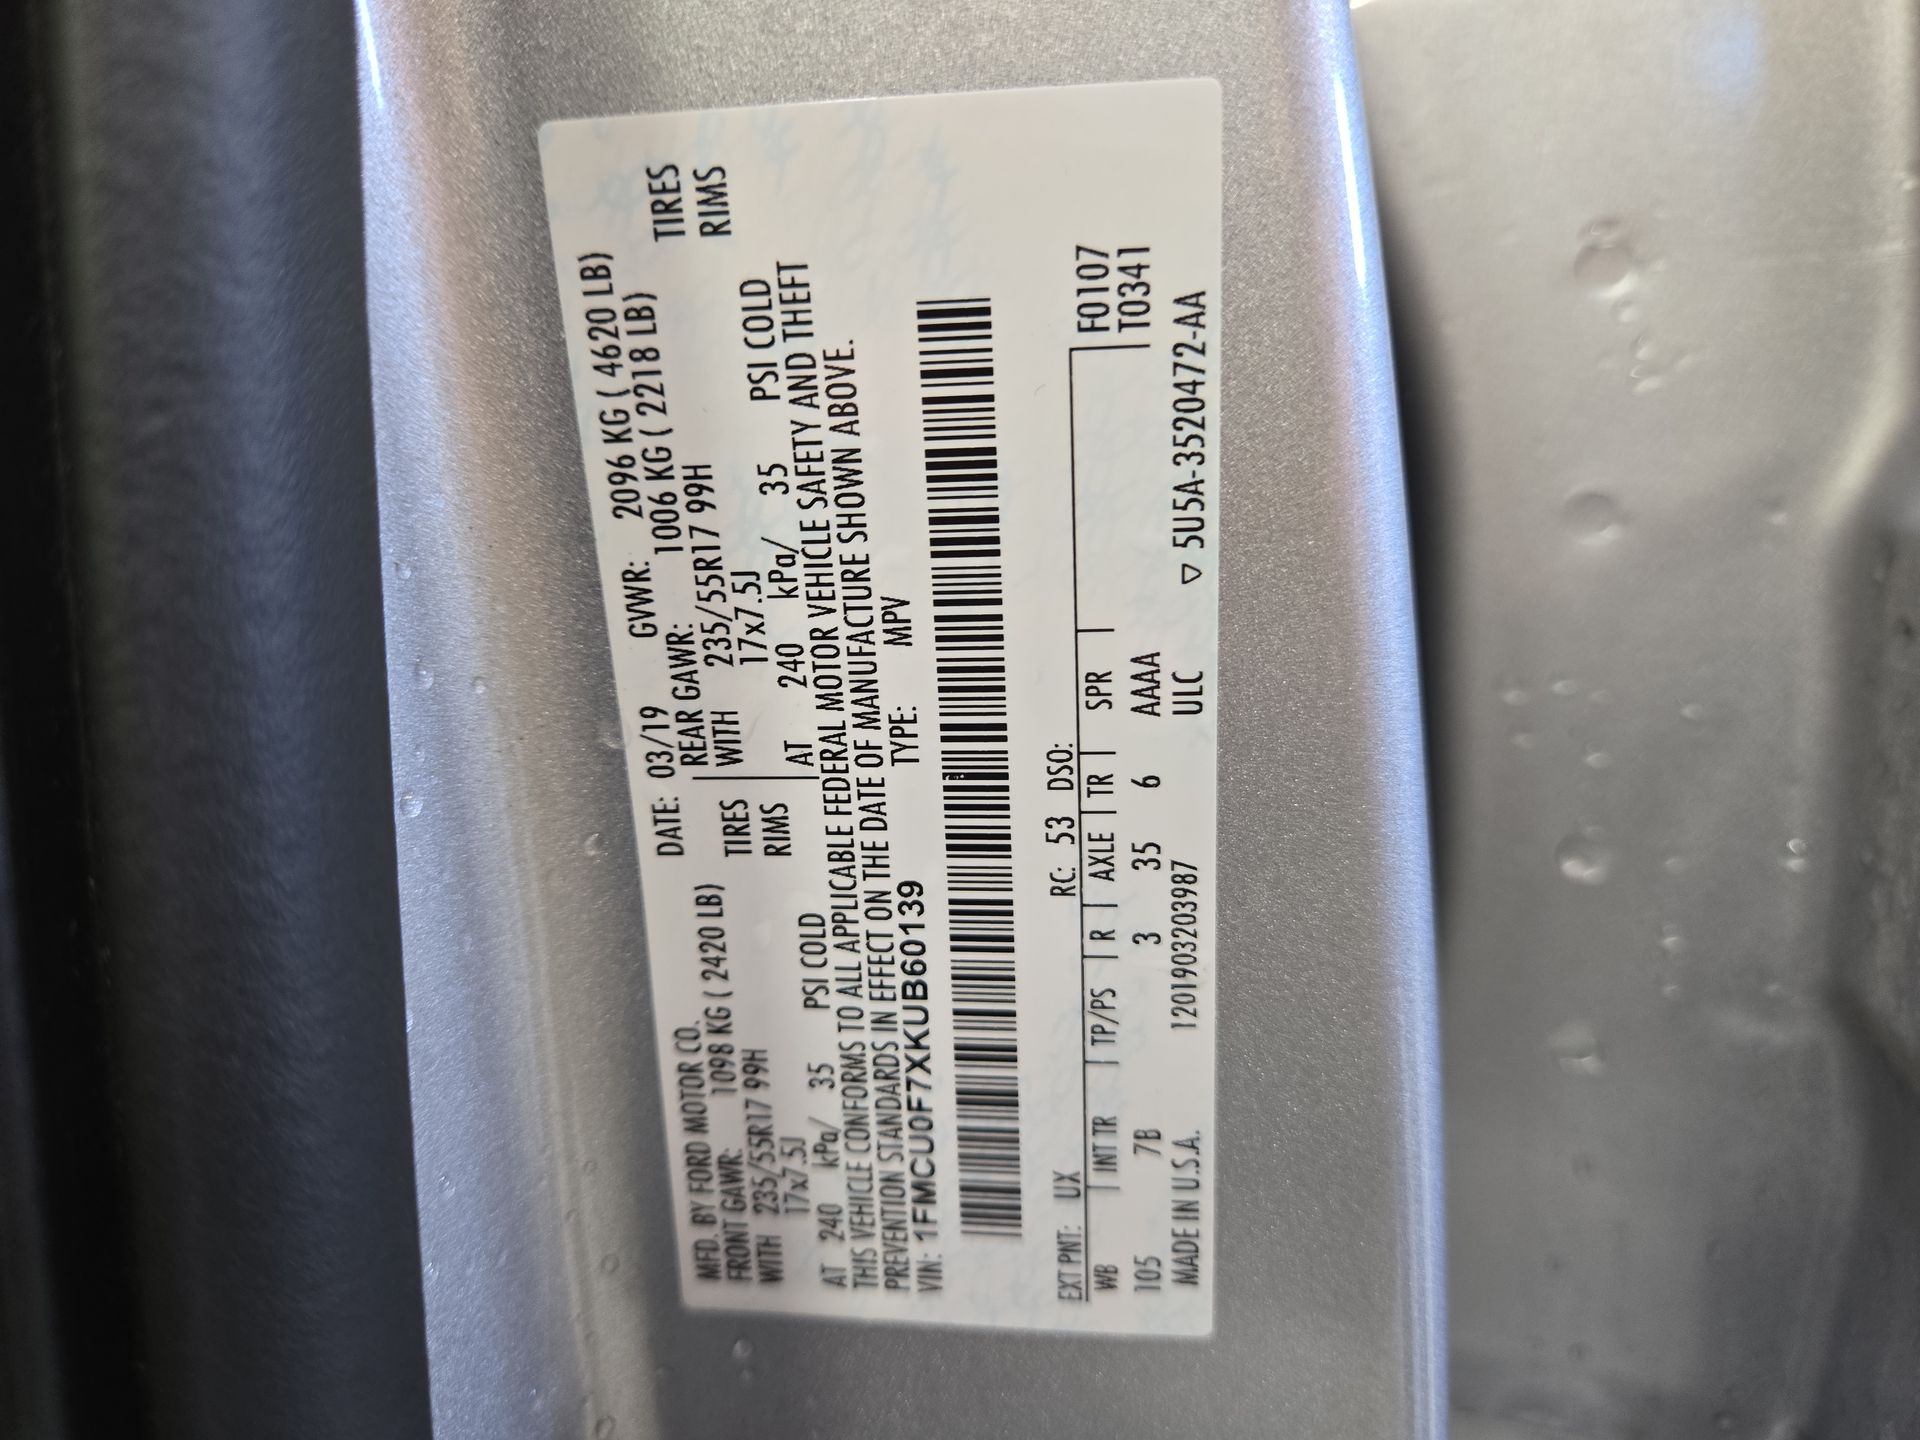 MFD. BY FORD MOTOR CO. DATE: 03/19 GVWR: 2096 KG ( 4620 LB)
FRONT GAWR: 1098 KG ( 2420 LB) REAR GAWR: 1006 KG ( 2218 LB)
WITH 235/55R17 99H TIRES WITH 235/55R17 99H TIRES
17x7.5J RIMS 17x7.5J RIMS
AT 240 kPa/ 35 PSI COLD AT 240 kPa/ 35 PSI COLD
THIS VEHICLE CONFORMS TO ALL APPLICABLE FEDERAL MOTOR VEHICLE SAFETY AND THEFT
PREVENTION STANDARDS IN EFFECT ON THE DATE OF MANUFACTURE SHOWN ABOVE.
VIN: 1FMCU0F7XKUB60139 TYPE: MPV
EXT PNT: UX RC: 53 DSO: F0107
WB INT TR TP/PS R AXLE TR SPR T0341
105 7B 3 35 6 AAAA
MADE IN U.S.A. 1201903203987 ULC ▽ 5U5A-3520472-AA